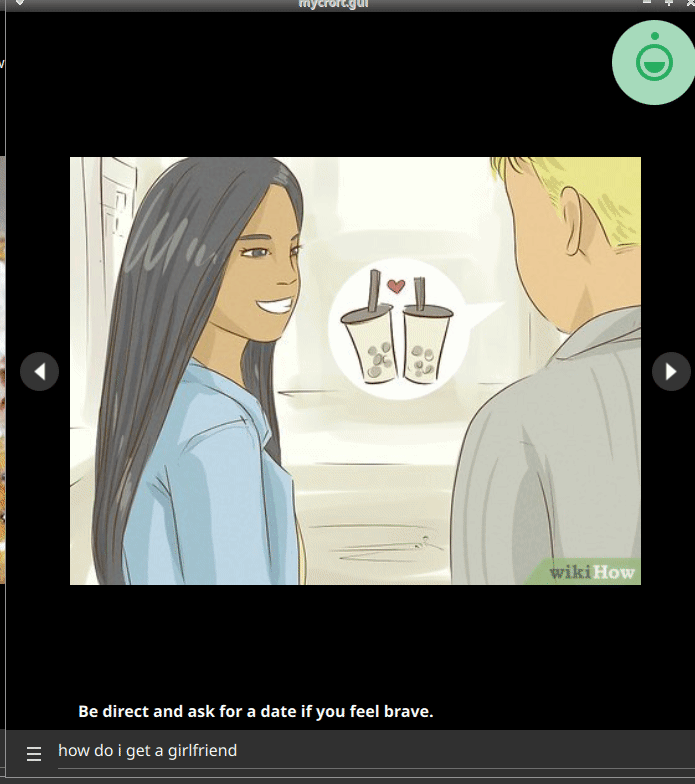 mycroft.gui
wikiHow
Be direct and ask for a date if you feel brave.
how do i get a girlfriend